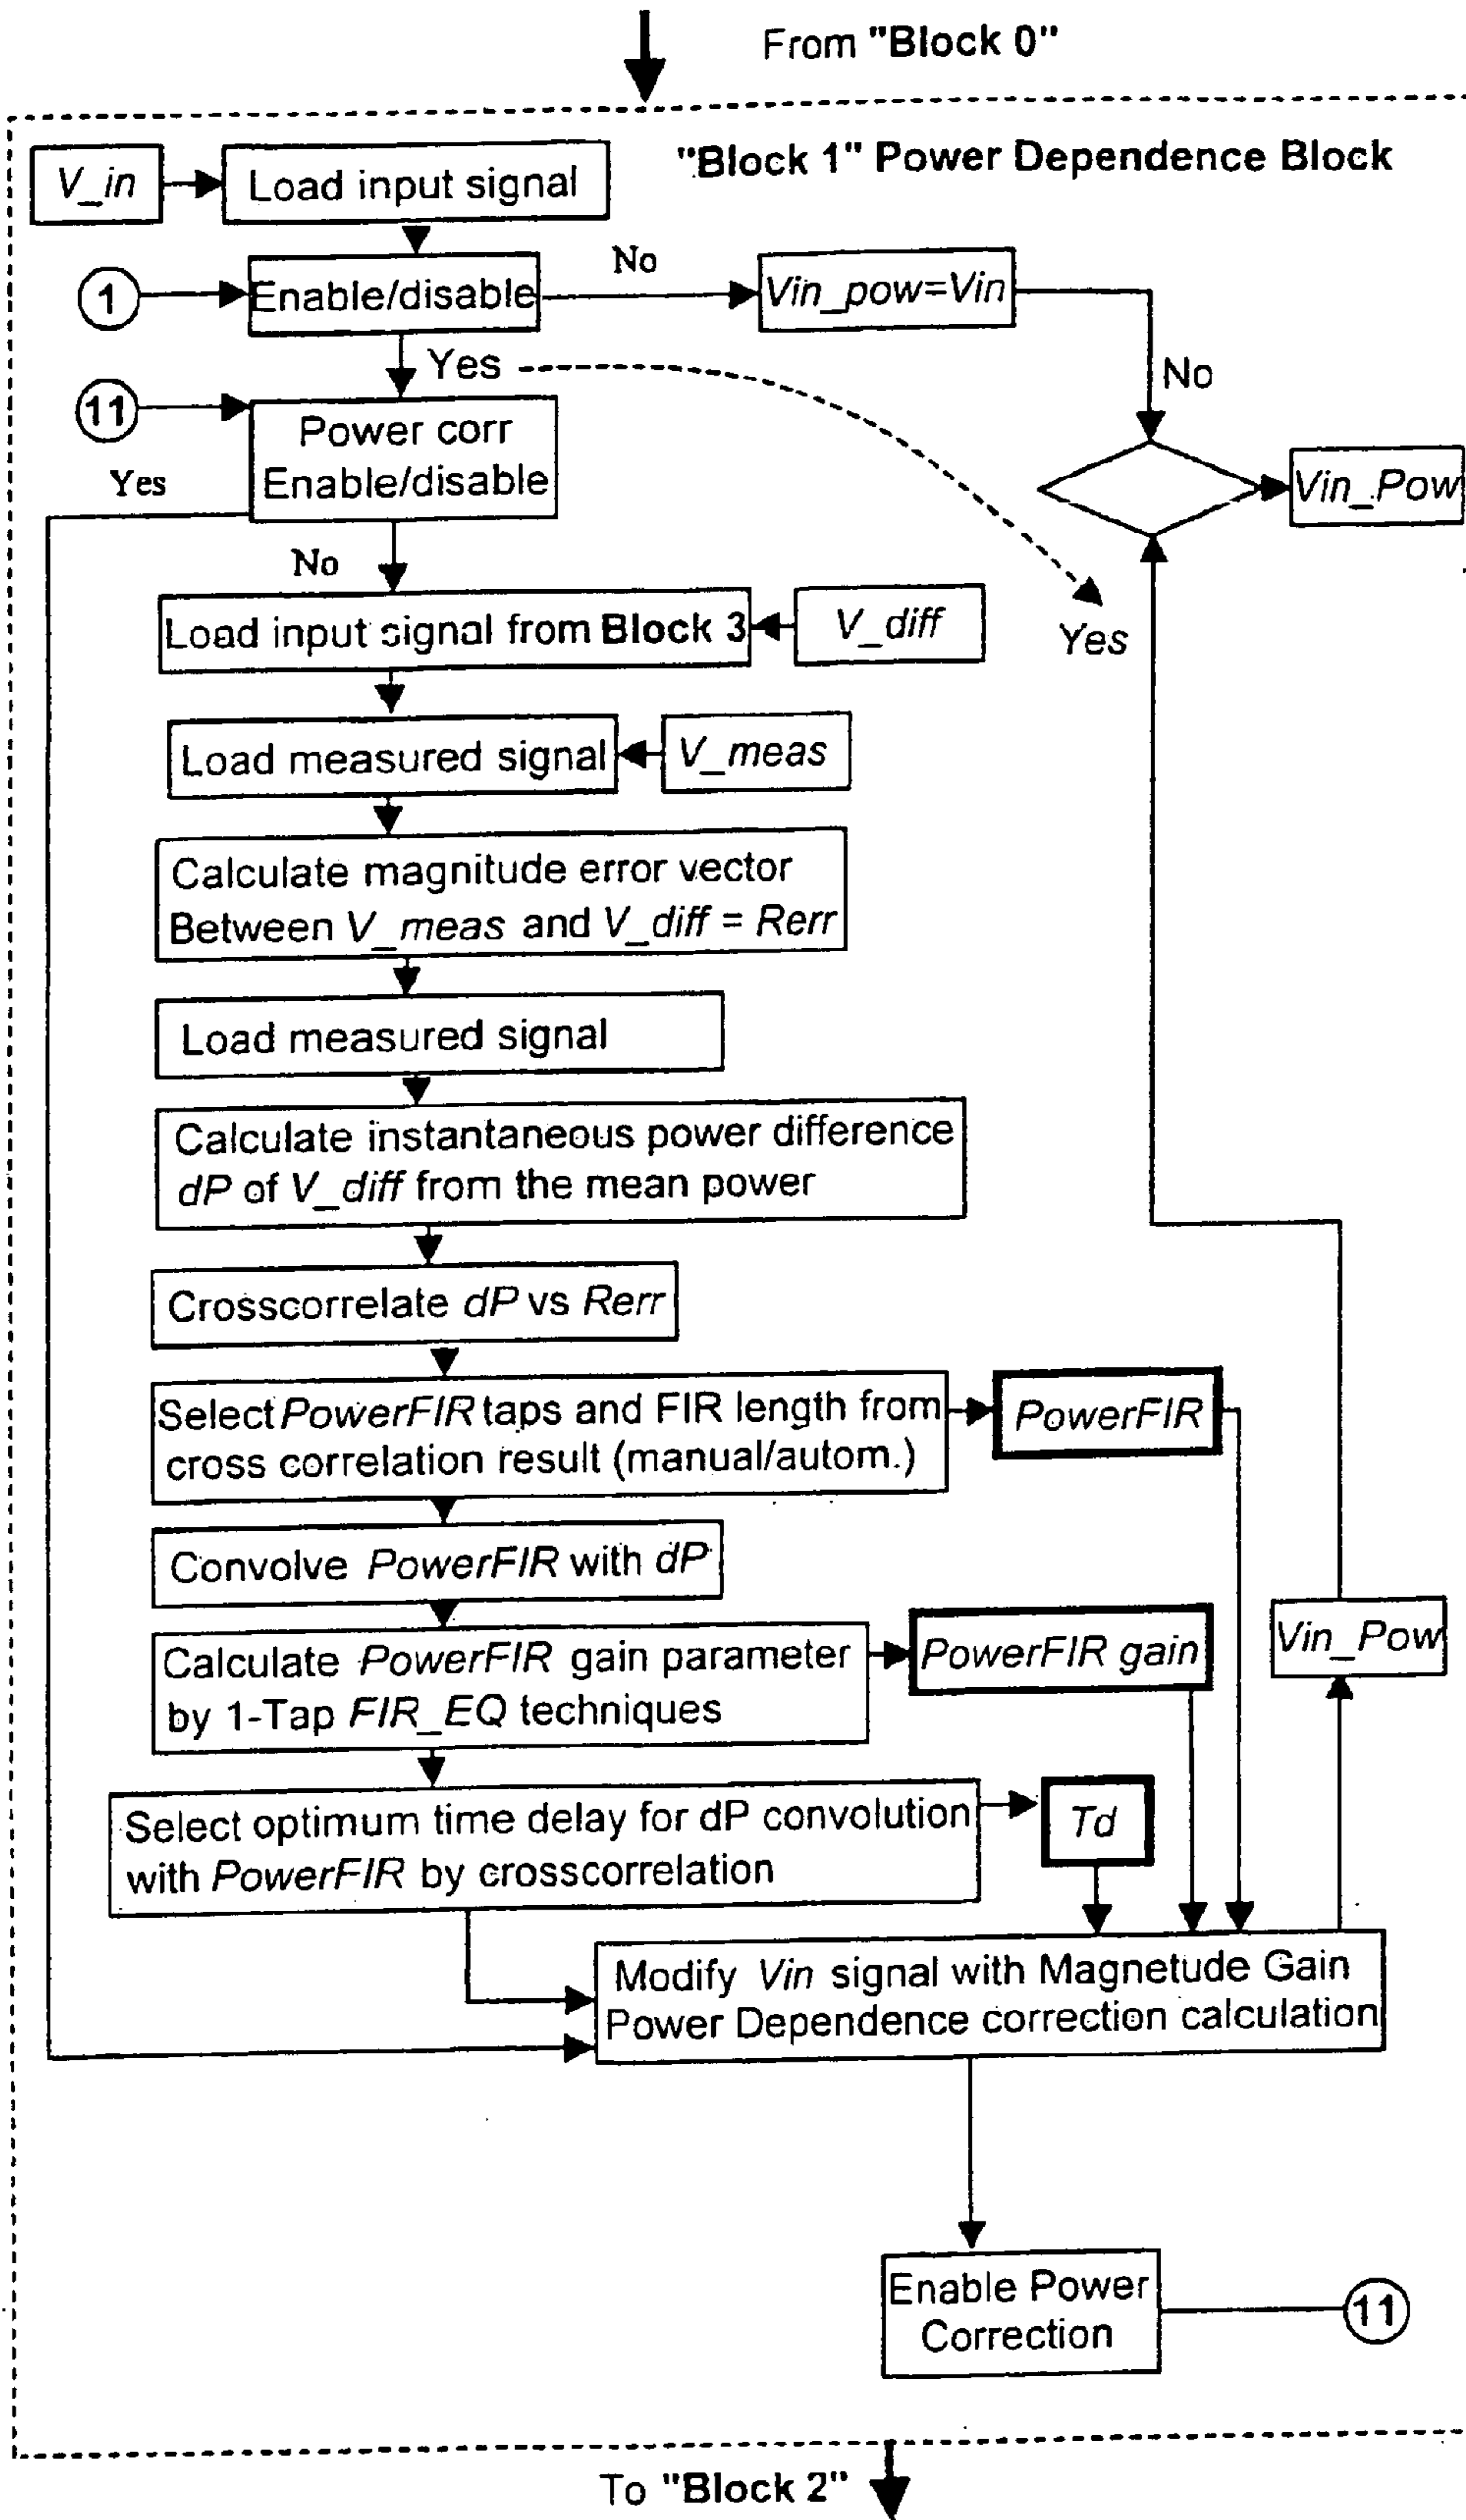 From "Block 0"
"Block 1" Power Dependence Block
V_in
Load input signal
1
Enable/disable
No
Vin_pow=Vin
Yes
No
11
Power corr
Enable/disable
Yes
Vin_Pow
No
Load input signal from Block 3
V_diff
Yes
Load measured signal
V_meas
Calculate magnitude error vector
Between V_meas and V_diff = Rerr
Load measured signal
Calculate instantaneous power difference
dP of V_diff from the mean power
Crosscorrelate dP vs Rerr
Select PowerFIR taps and FIR length from
cross correlation result (manual/autom.)
PowerFIR
Convolve PowerFIR with dP
Calculate PowerFIR gain parameter
by 1-Tap FIR_EQ techniques
PowerFIR gain
Vin_Pow
Select optimum time delay for dP convolution
with PowerFIR by crosscorrelation
Td
Modify Vin signal with Magnetude Gain
Power Dependence correction calculation
Enable Power
Correction
11
To "Block 2"